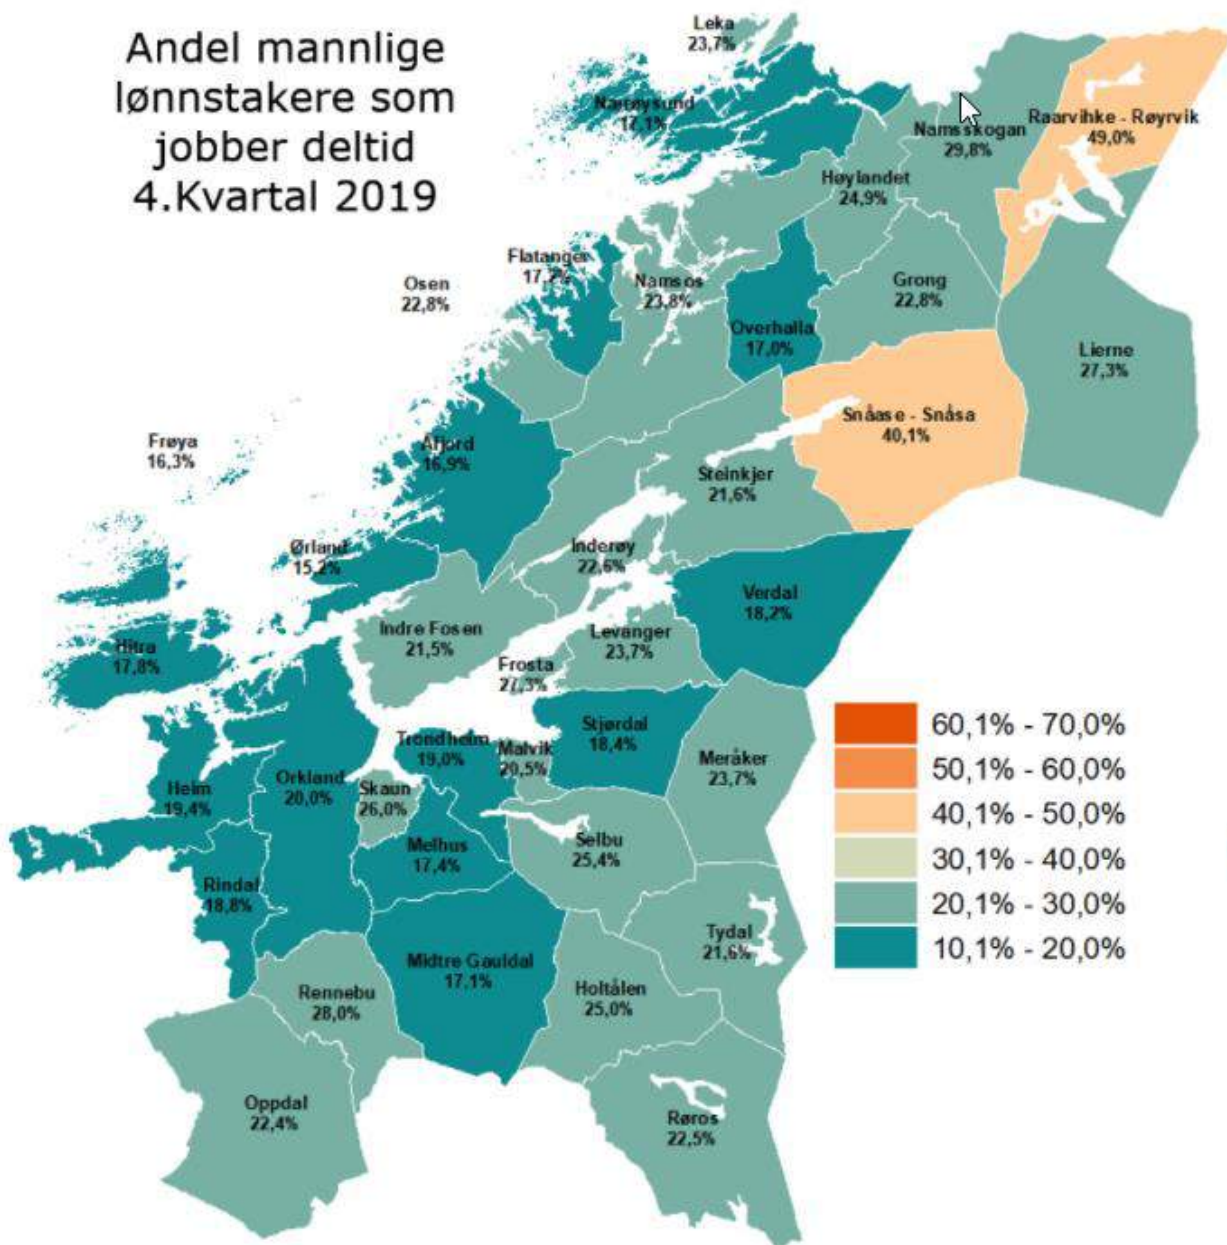 Andel mannlige
lønnstakere som
jobber deltid
4.Kvartal 2019
Leka
23,7%
Nærøysund
17,1%
Raarvihke - Røyrvik
49,0%
Namsskogan
29,8%
Høylandet
24,9%
Flatanger
17,2%
Osen
22,8%
Namsos
23,8%
Grong
22,8%
Overhalla
17,0%
Lierne
27,3%
Snåase - Snåsa
40,1%
Frøya
16,3%
Åfjord
16,9%
Steinkjer
21,6%
Ørland
15,2%
Inderøy
22,6%
Verdal
18,2%
Indre Fosen
21,5%
Levanger
23,7%
Hitra
17,8%
Frosta
27,3%
Stjørdal
18,4%
Trondheim
19,0%
Malvik
20,5%
Meråker
23,7%
Heim
19,4%
Orkland
20,0%
Skaun
26,0%
Melhus
17,4%
Selbu
25,4%
Rindal
18,8%
Tydal
21,6%
Midtre Gauldal
17,1%
Rennebu
28,0%
Holtålen
25,0%
Oppdal
22,4%
Røros
22,5%
60,1% - 70,0%
50,1% - 60,0%
40,1% - 50,0%
30,1% - 40,0%
20,1% - 30,0%
10,1% - 20,0%